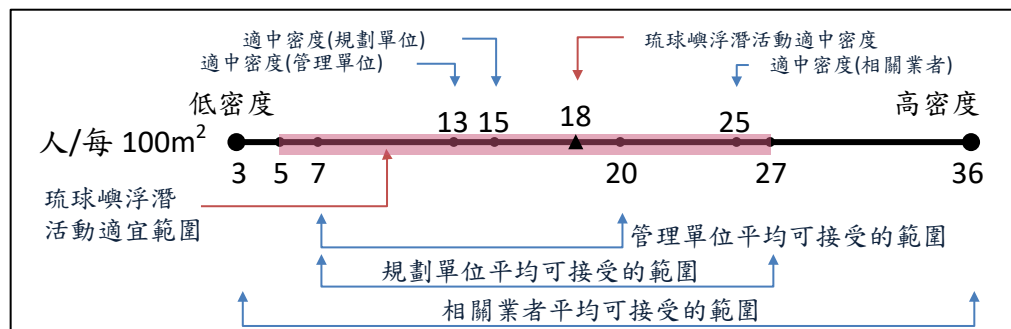 適中密度(規劃單位)
琉球嶼浮潛活動適中密度
適中密度(管理單位)
適中密度(相關業者)
低密度
高密度
13
15
18
25
人/每 100m²
3
5
7
20
27
36
琉球嶼浮潛
活動適宜範圍
管理單位平均可接受的範圍
規劃單位平均可接受的範圍
相關業者平均可接受的範圍